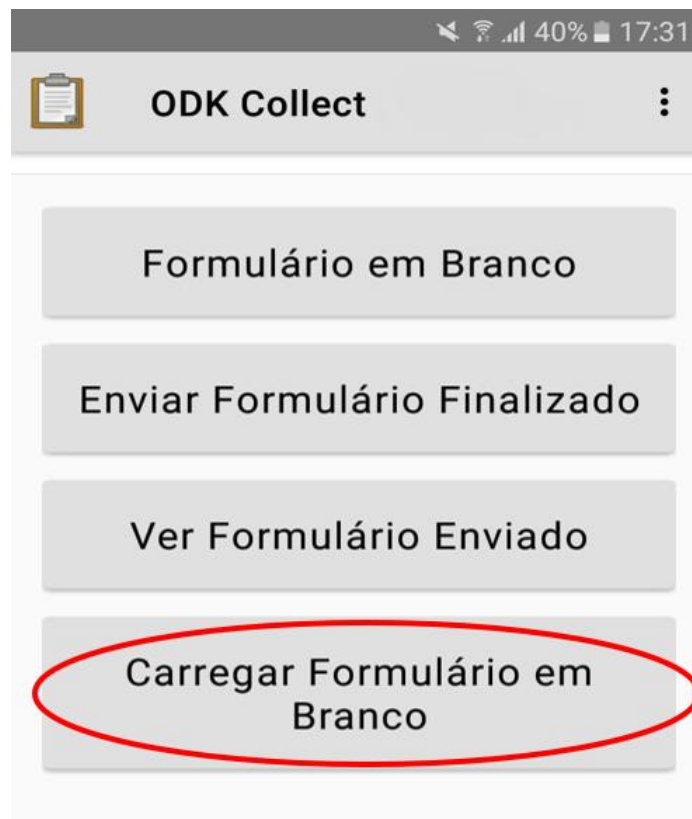 40% 17:31
ODK Collect
Formulário em Branco
Enviar Formulário Finalizado
Ver Formulário Enviado
Carregar Formulário em
Branco